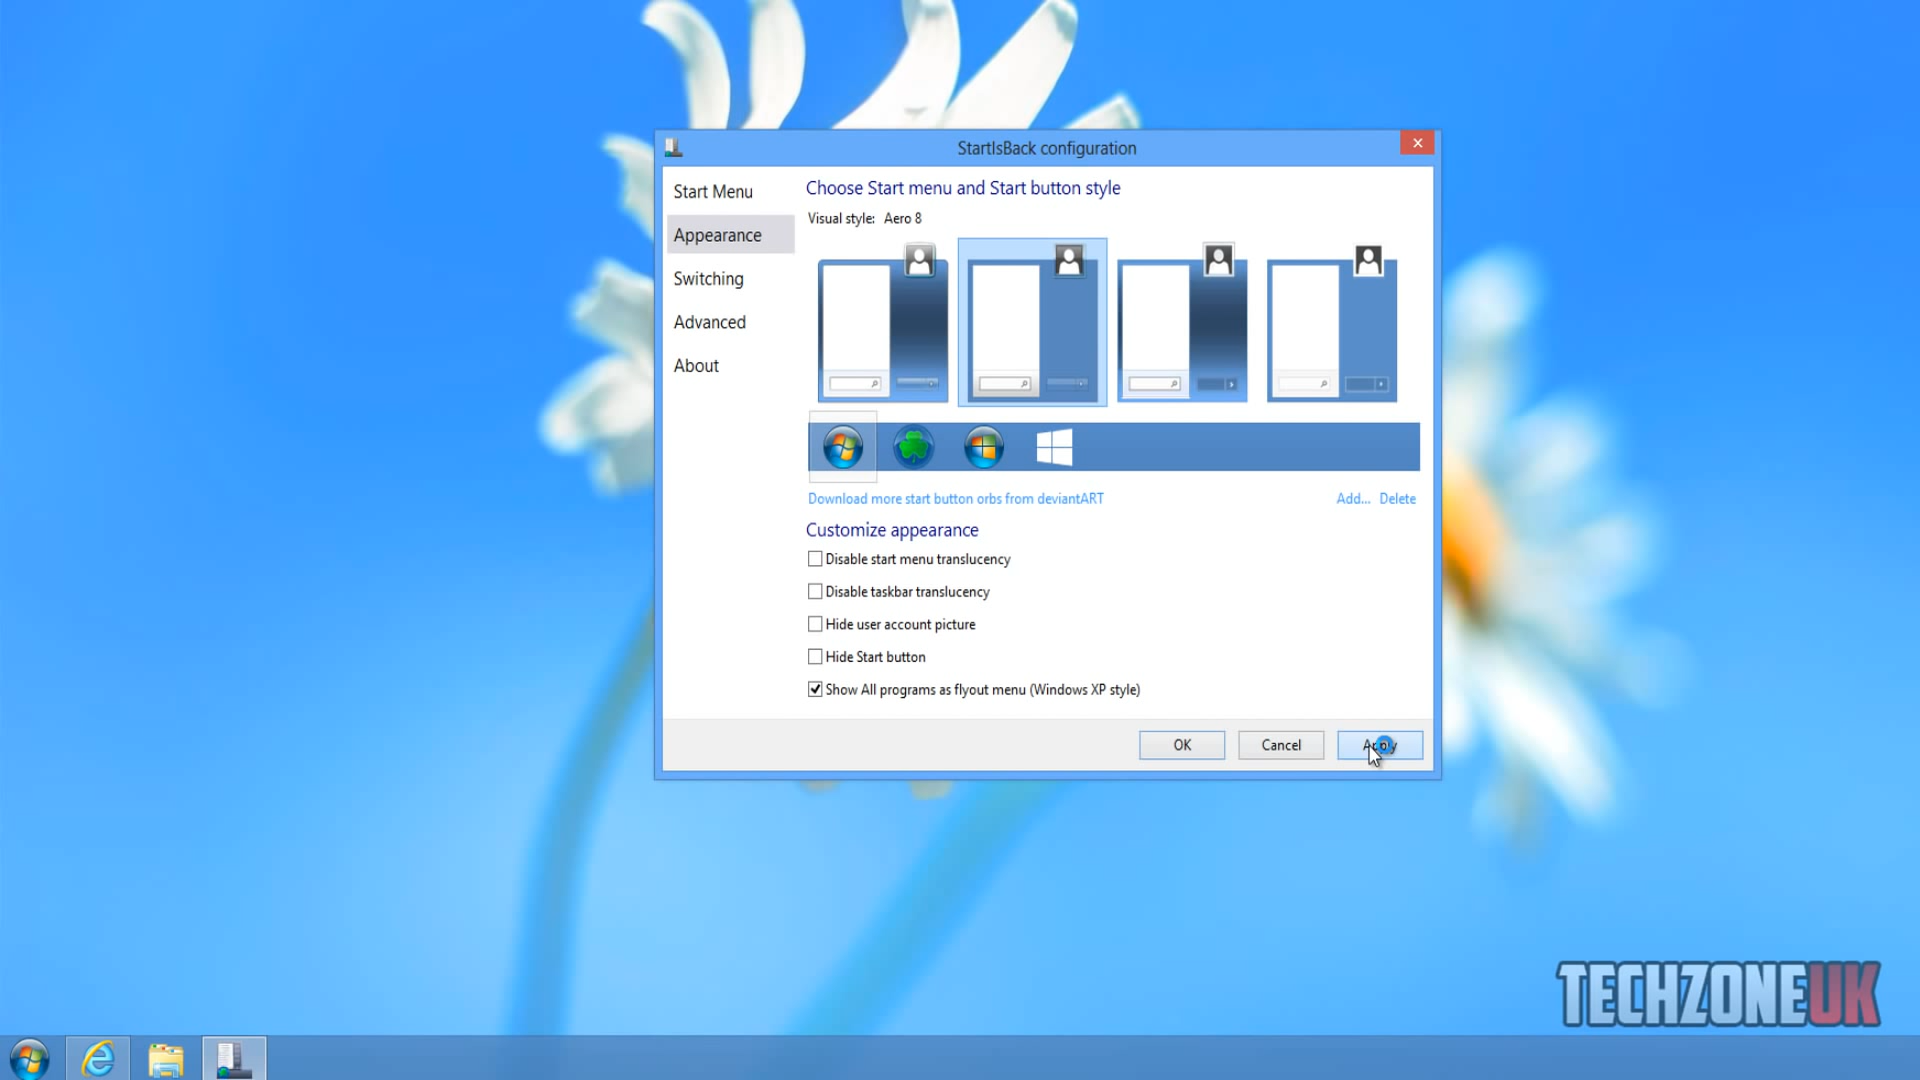 StartIsBack configuration
Start Menu
Appearance
Switching
Advanced
About
Choose Start menu and Start button style
Visual style: Aero 8
Download more start button orbs from deviantART
Add... Delete
Customize appearance
Disable start menu translucency
Disable taskbar translucency
Hide user account picture
Hide Start button
Show All programs as flyout menu (Windows XP style)
OK Cancel Apply
TECHZONEUK